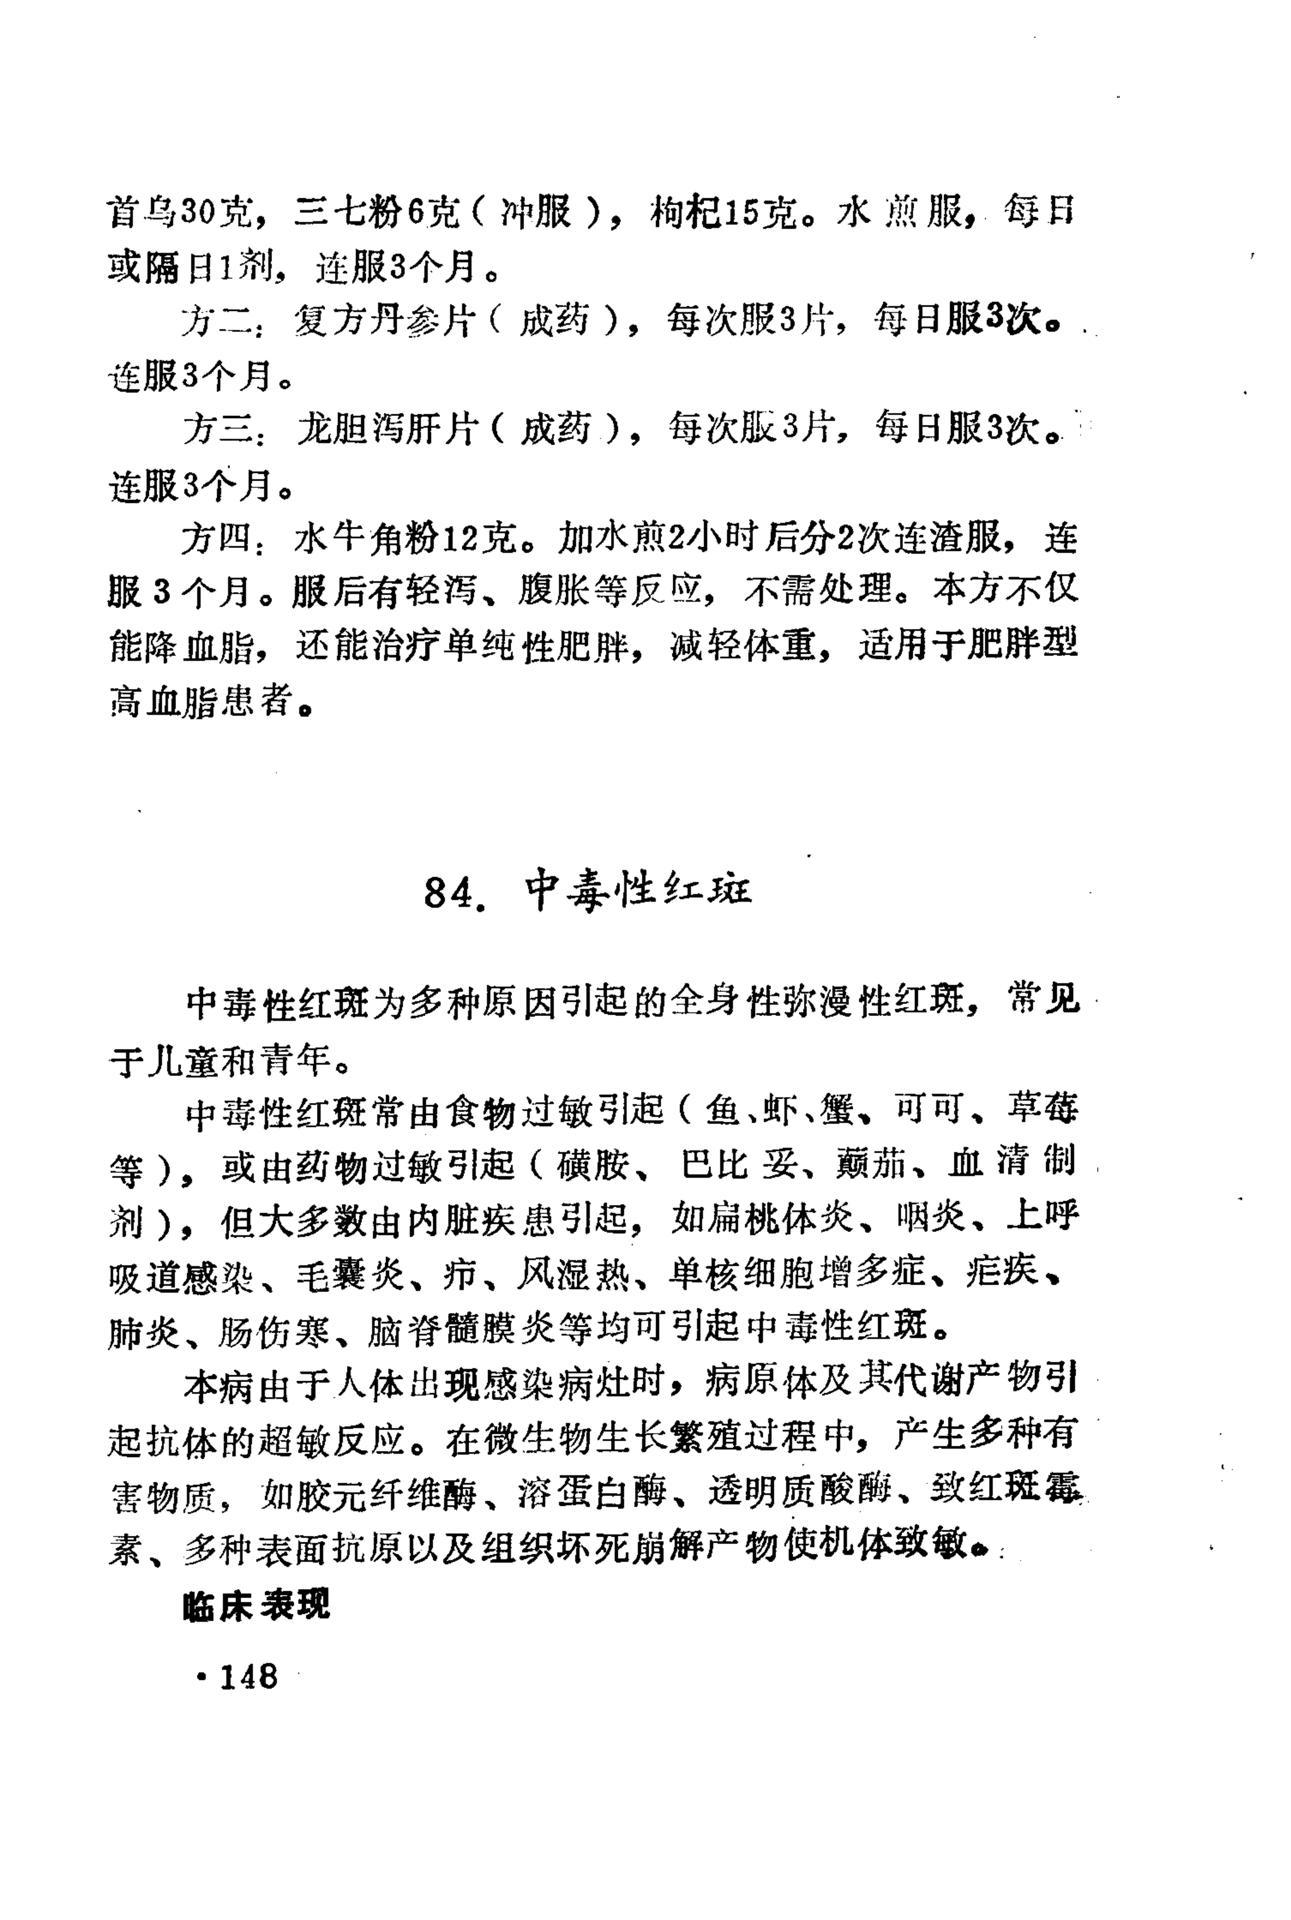 首乌30克，三七粉6克（冲服），枸杞15克。水煎服，每日
或隔日1剂，连服3个月。
方二：复方丹参片（成药），每次服3片，每日服3次。
连服3个月。
方三：龙胆泻肝片（成药），每次服3片，每日服3次。
连服3个月。
方四：水牛角粉12克。加水煎2小时后分2次连渣服，连
服3个月。服后有轻泻、腹胀等反应，不需处理。本方不仅
能降血脂，还能治疗单纯性肥胖，减轻体重，适用于肥胖型
高血脂患者。
84．中毒性红斑
中毒性红斑为多种原因引起的全身性弥漫性红斑，常见
于儿童和青年。
中毒性红斑常由食物过敏引起（鱼、虾、蟹、可可、草莓
等），或由药物过敏引起（磺胺、巴比妥、颠茄、血清制
剂），但大多数由内脏疾患引起，如扁桃体炎、咽炎、上呼
吸道感染、毛囊炎、疖、风湿热、单核细胞增多症、疟疾、
肺炎、肠伤寒、脑脊髓膜炎等均可引起中毒性红斑。
本病由于人体出现感染病灶时，病原体及其代谢产物引
起抗体的超敏反应。在微生物生长繁殖过程中，产生多种有
害物质，如胶元纤维酶、溶蛋白酶、透明质酸酶、致红斑霉
素、多种表面抗原以及组织坏死崩解产物使机体致敏。
临床表现
·148